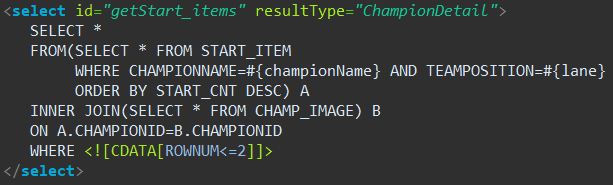 <select id="getStart_items" resultType="ChampionDetail">
SELECT *
FROM(SELECT * FROM START_ITEM
WHERE CHAMPIONNAME=#{championName} AND TEAMPOSITION=#{lane}
ORDER BY START_CNT DESC) A
INNER JOIN(SELECT * FROM CHAMP_IMAGE) B
ON A.CHAMPIONID=B.CHAMPIONID
WHERE <![CDATA[ROWNUM<=2]]>
</select>